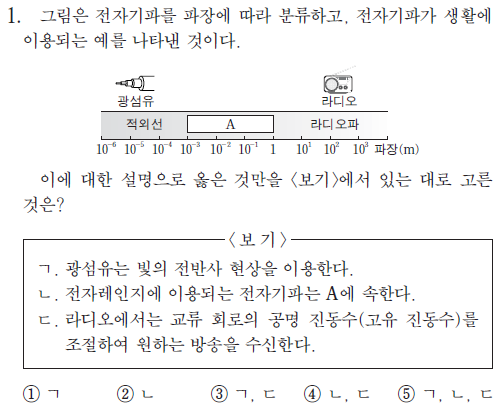 1. 그림은 전자기파를 파장에 따라 분류하고, 전자기파가 생활에
이용되는 예를 나타낸 것이다.
광섬유 라디오
적외선 A 라디오파
10⁻⁶ 10⁻⁵ 10⁻⁴ 10⁻³ 10⁻² 10⁻¹ 1 10¹ 10² 10³ 파장(m)
이에 대한 설명으로 옳은 것만을 〈보기〉에서 있는 대로 고른
것은?
〈보 기〉
ㄱ. 광섬유는 빛의 전반사 현상을 이용한다.
ㄴ. 전자레인지에 이용되는 전자기파는 A에 속한다.
ㄷ. 라디오에서는 교류 회로의 공명 진동수(고유 진동수)를
조절하여 원하는 방송을 수신한다.
① ㄱ ② ㄴ ③ ㄱ, ㄷ ④ ㄴ, ㄷ ⑤ ㄱ, ㄴ, ㄷ